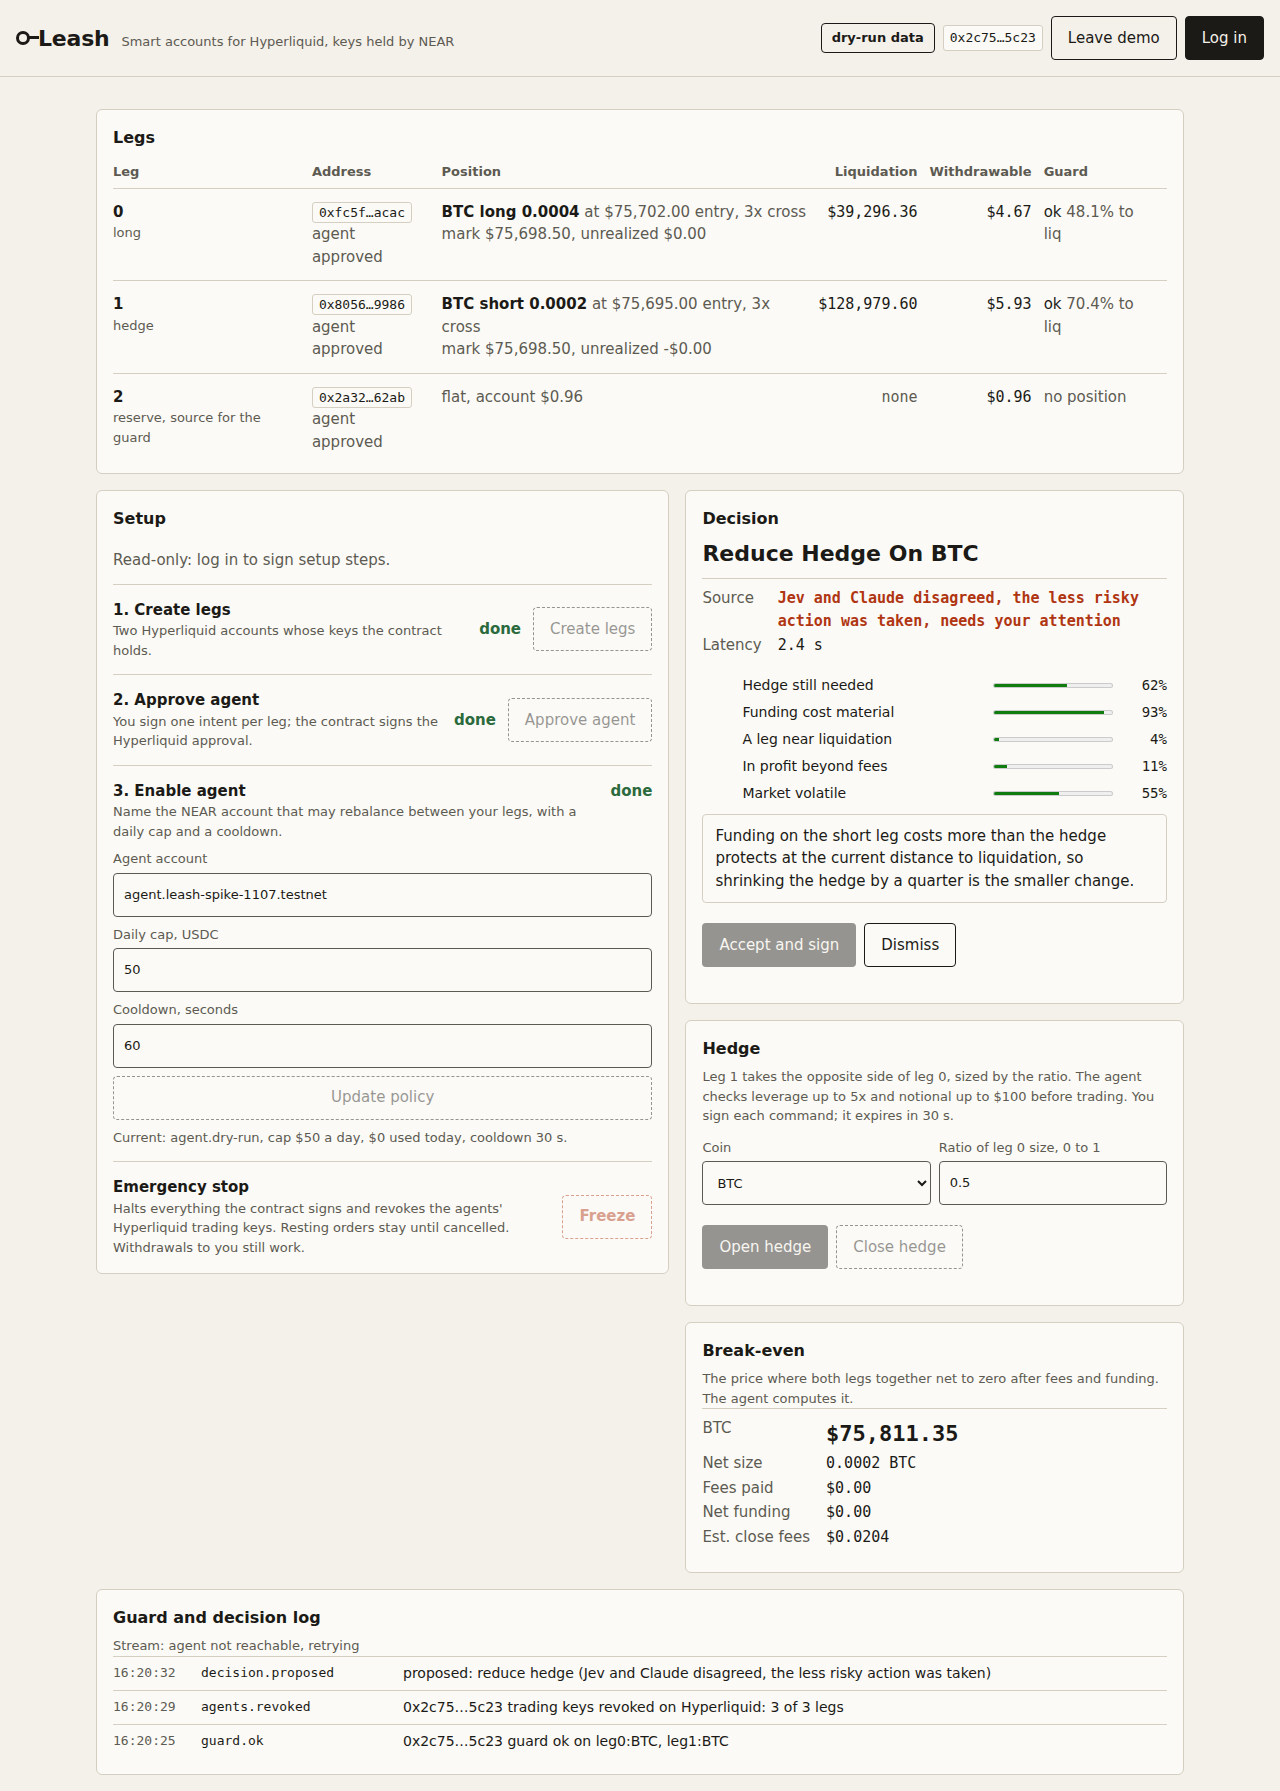 Leash Smart accounts for Hyperliquid, keys held by NEAR
dry-run data 0x2c75…5c23 Leave demo Log in
Legs
Leg Address Position Liquidation Withdrawable Guard
0 0xfc5f…acac BTC long 0.0004 at $75,702.00 entry, 3x cross $39,296.36 $4.67 ok 48.1% to
long agent mark $75,698.50, unrealized $0.00 liq
approved
1 0x8056…9986 BTC short 0.0002 at $75,695.00 entry, 3x $128,979.60 $5.93 ok 70.4% to
hedge agent cross liq
approved mark $75,698.50, unrealized -$0.00
2 0x2a32…62ab flat, account $0.96 none $0.96 no position
reserve, source for the agent
guard approved
Setup
Read-only: log in to sign setup steps.
1. Create legs
Two Hyperliquid accounts whose keys the contract
holds.
done Create legs
2. Approve agent
You sign one intent per leg; the contract signs the
Hyperliquid approval.
done Approve agent
3. Enable agent done
Name the NEAR account that may rebalance between your legs, with a
daily cap and a cooldown.
Agent account
agent.leash-spike-1107.testnet
Daily cap, USDC
50
Cooldown, seconds
60
Update policy
Current: agent.dry-run, cap $50 a day, $0 used today, cooldown 30 s.
Emergency stop
Halts everything the contract signs and revokes the agents'
Hyperliquid trading keys. Resting orders stay until cancelled.
Withdrawals to you still work.
Freeze
Decision
Reduce Hedge On BTC
Source Jev and Claude disagreed, the less risky
action was taken, needs your attention
Latency 2.4 s
Hedge still needed 62%
Funding cost material 93%
A leg near liquidation 4%
In profit beyond fees 11%
Market volatile 55%
Funding on the short leg costs more than the hedge
protects at the current distance to liquidation, so
shrinking the hedge by a quarter is the smaller change.
Accept and sign Dismiss
Hedge
Leg 1 takes the opposite side of leg 0, sized by the ratio. The agent
checks leverage up to 5x and notional up to $100 before trading. You
sign each command; it expires in 30 s.
Coin Ratio of leg 0 size, 0 to 1
BTC 0.5
Open hedge Close hedge
Break-even
The price where both legs together net to zero after fees and funding.
The agent computes it.
BTC $75,811.35
Net size 0.0002 BTC
Fees paid $0.00
Net funding $0.00
Est. close fees $0.0204
Guard and decision log
Stream: agent not reachable, retrying
16:20:32 decision.proposed proposed: reduce hedge (Jev and Claude disagreed, the less risky action was taken)
16:20:29 agents.revoked 0x2c75…5c23 trading keys revoked on Hyperliquid: 3 of 3 legs
16:20:25 guard.ok 0x2c75…5c23 guard ok on leg0:BTC, leg1:BTC